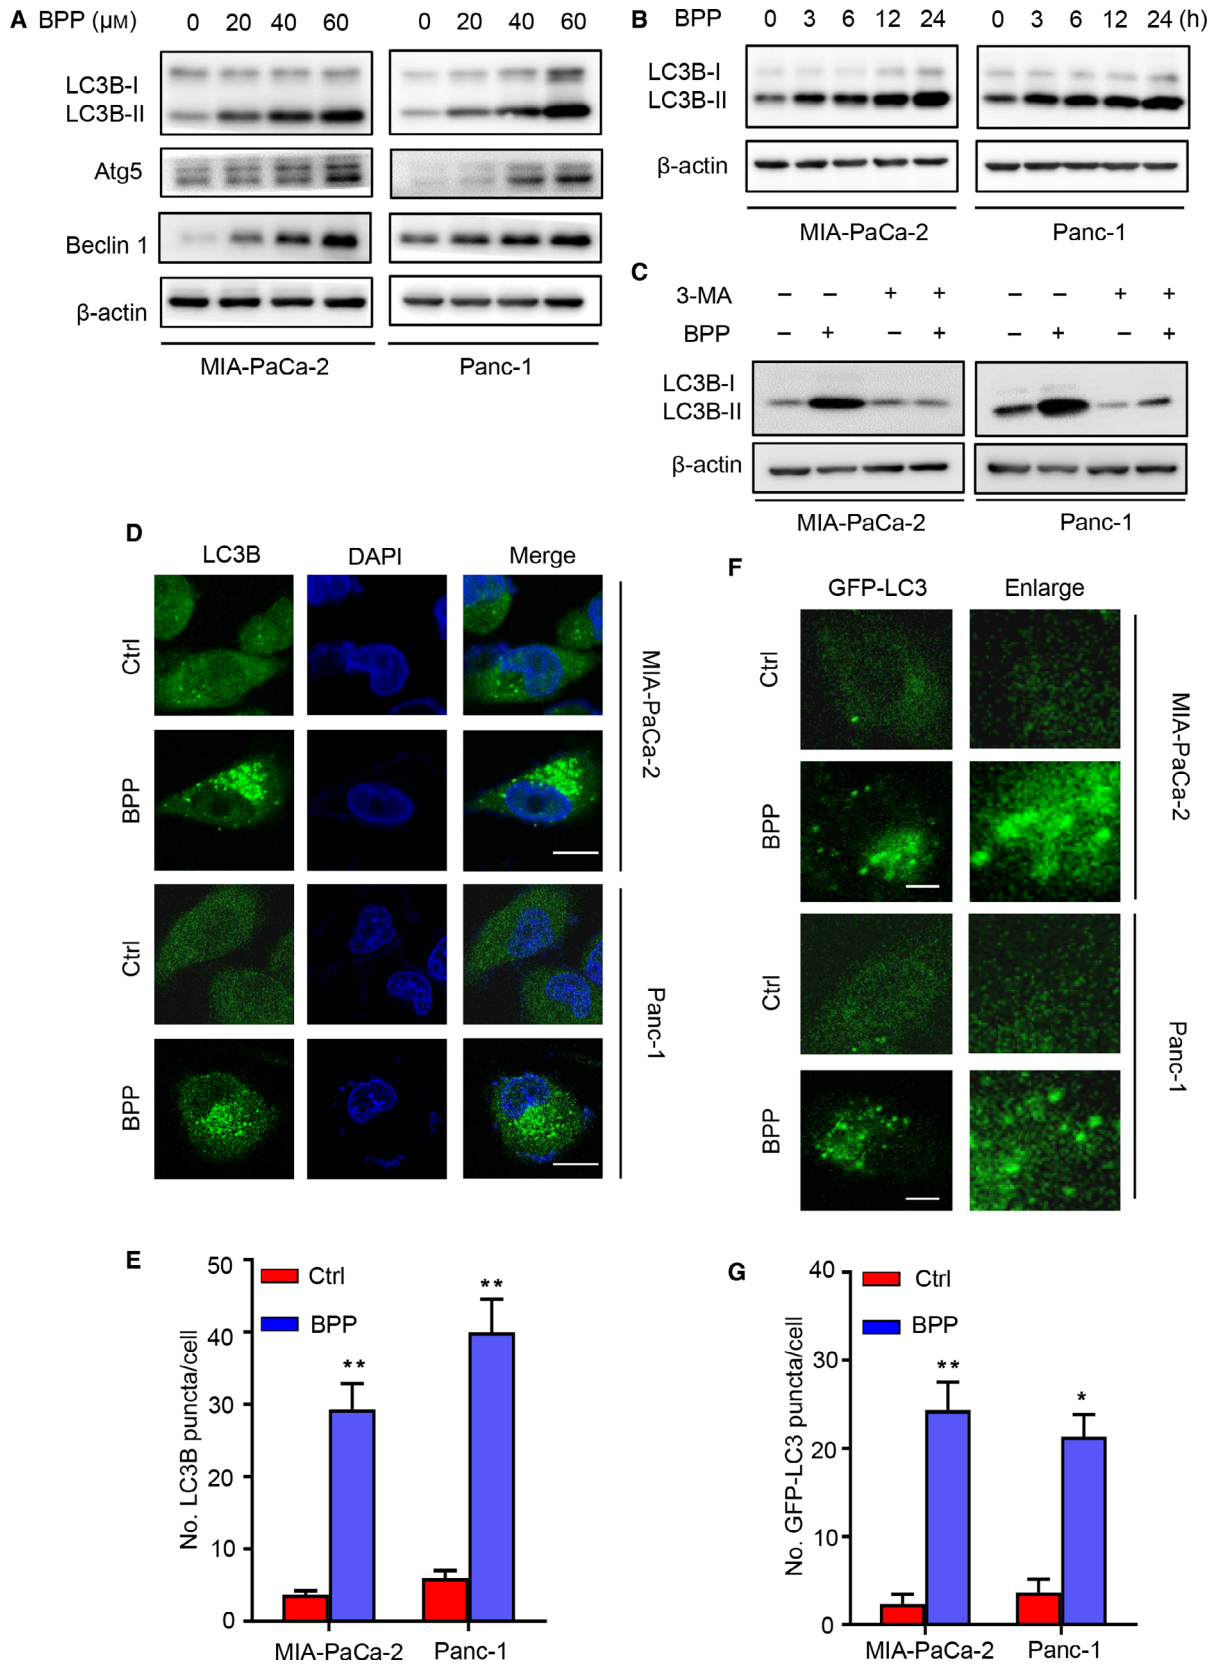 A BPP (μM) 0 20 40 60 0 20 40 60
LC3B-I
LC3B-II
Atg5
Beclin 1
β-actin
MIA-PaCa-2 Panc-1
B BPP 0 3 6 12 24 0 3 6 12 24 (h)
LC3B-I
LC3B-II
β-actin
MIA-PaCa-2 Panc-1
C
3-MA – – + + – – + +
BPP – + – + – + – +
LC3B-I
LC3B-II
β-actin
MIA-PaCa-2 Panc-1
D
LC3B DAPI Merge
Ctrl
BPP
MIA-PaCa-2
Ctrl
BPP
Panc-1
E
No. LC3B puncta/cell
50
40
30
20
10
0
Ctrl
BPP
**
**
MIA-PaCa-2 Panc-1
F
GFP-LC3 Enlarge
Ctrl
BPP
MIA-PaCa-2
Ctrl
BPP
Panc-1
G
No. GFP-LC3 puncta/cell
40
30
20
10
0
Ctrl
BPP
**
*
MIA-PaCa-2 Panc-1